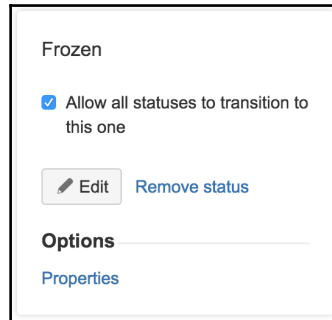 Frozen
Allow all statuses to transition to
this one
Edit Remove status
Options
Properties